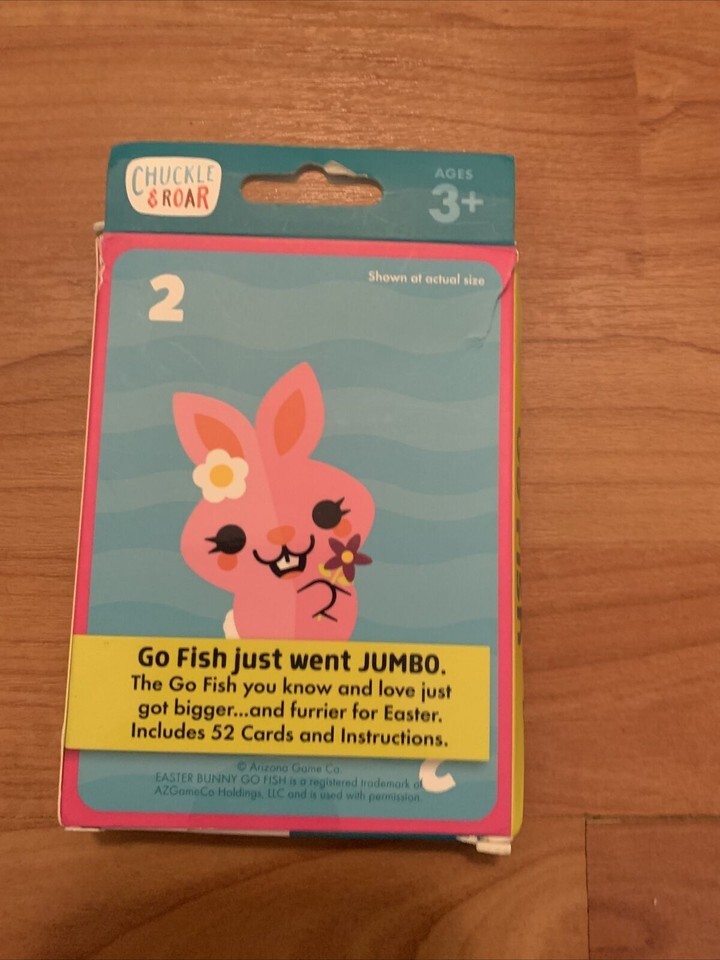 CHUCKLE
& ROAR
AGES
3+
2
Shown at actual size
Go Fish just went JUMBO.
The Go Fish you know and love just
got bigger...and furrier for Easter.
Includes 52 Cards and Instructions.
2
© Arizona Game Co.
EASTER BUNNY GO FISH is a registered trademark of
AZGameCo Holdings, LLC and is used with permission.